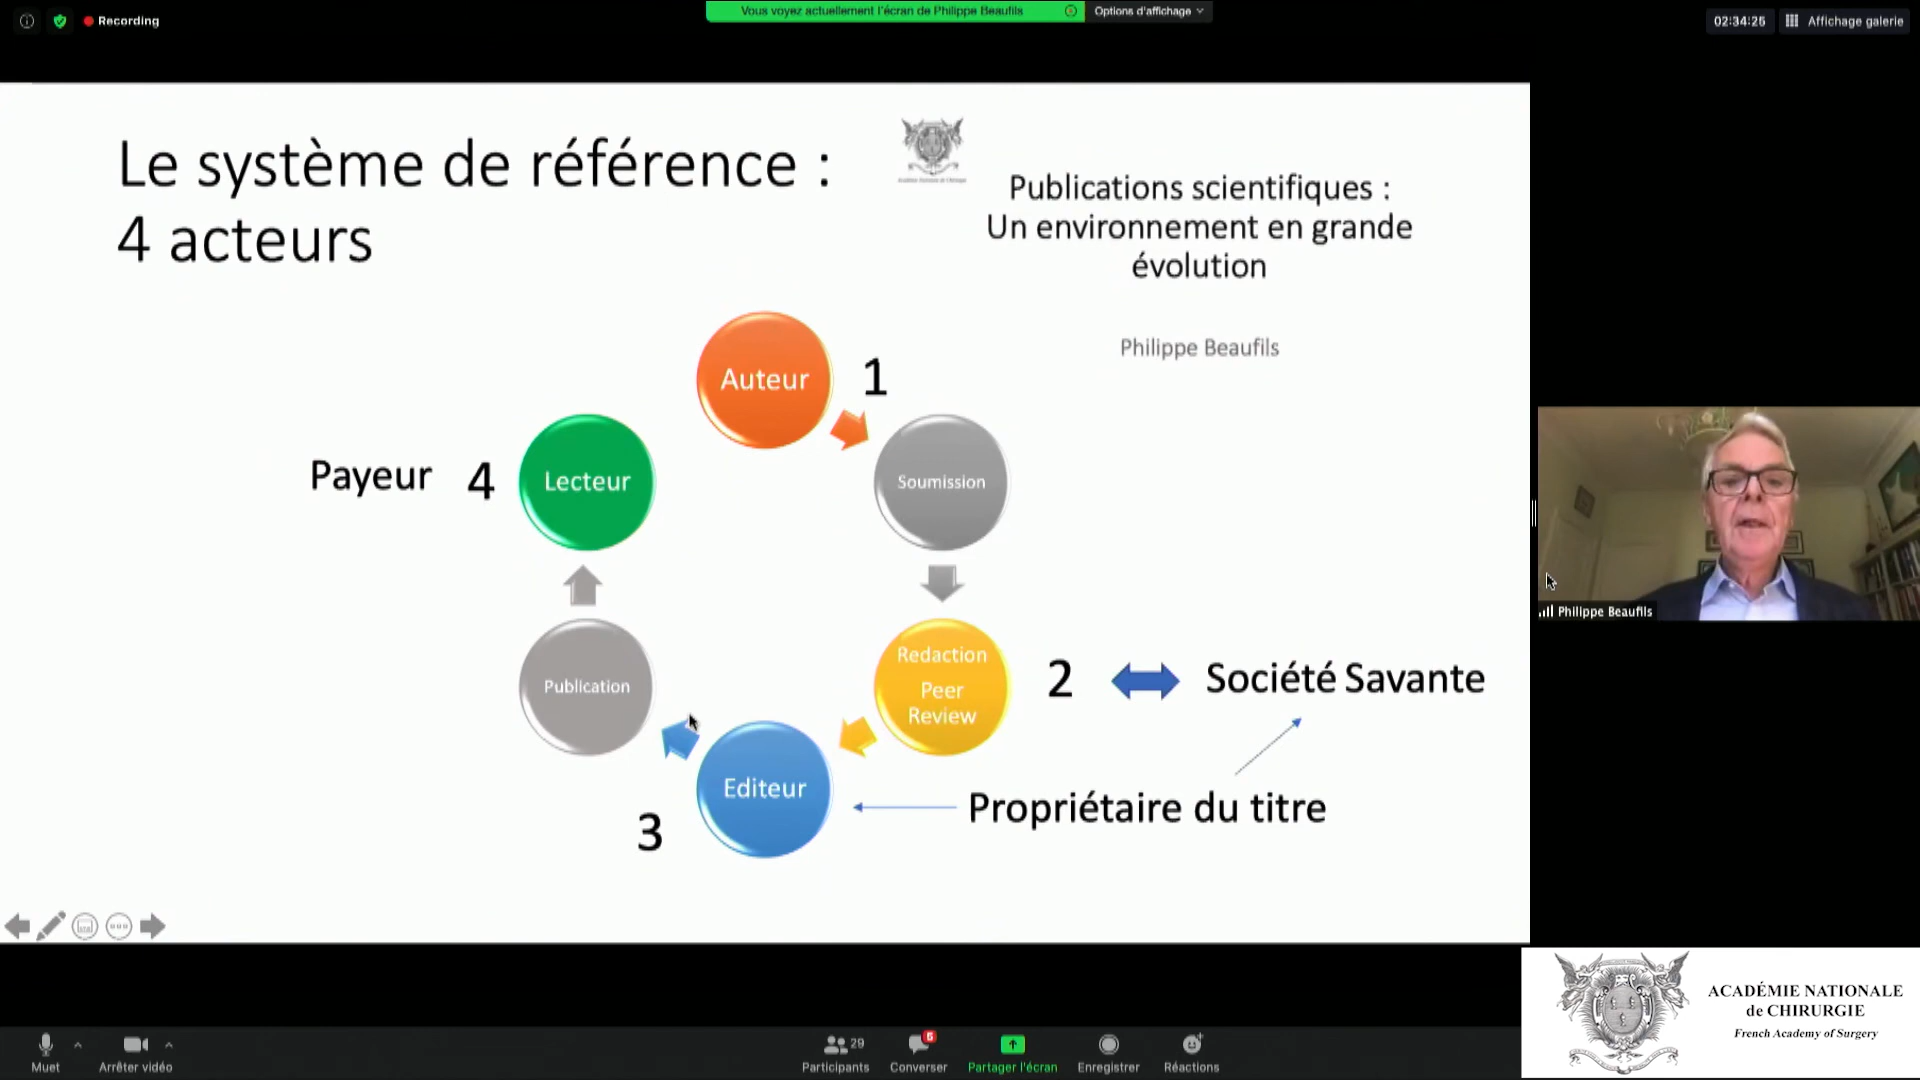 Recording
Vous voyez actuellement l'écran de Philippe Beaufils
Options d'affichage
02:34:25
Affichage galerie
Le système de référence :
4 acteurs
Publications scientifiques :
Un environnement en grande
évolution
Philippe Beaufils
Auteur
1
Payeur
4
Lecteur
Soumission
Publication
Redaction
Peer
Review
2
Société Savante
Editeur
3
Propriétaire du titre
Philippe Beaufils
ACADÉMIE NATIONALE
de CHIRURGIE
French Academy of Surgery
Muet
Arrêter vidéo
29
Participants
6
Converser
Partager l'écran
Enregistrer
Réactions